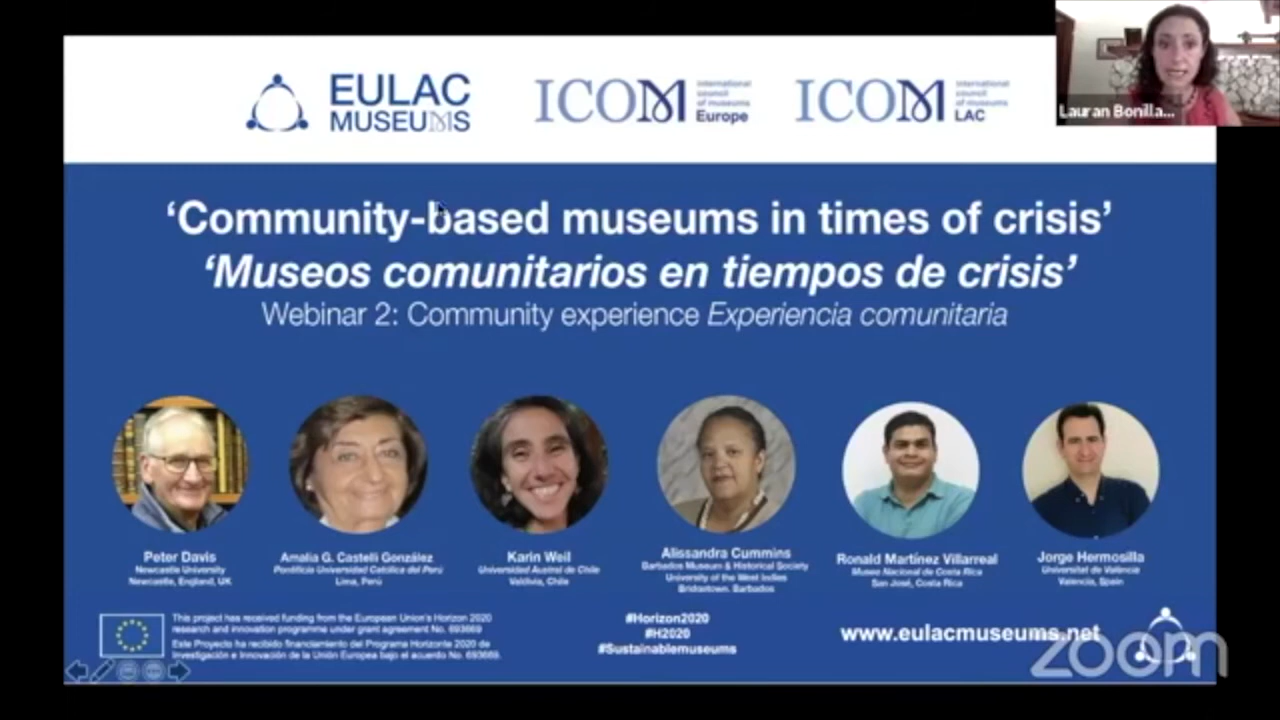 EULAC
MUSEUMS
ICOM
international
council
of museums
Europe
ICOM
international
council
of museums
LAC
Lauran Bonilla...
‘Community-based museums in times of crisis’
‘Museos comunitarios en tiempos de crisis’
Webinar 2: Community experience Experiencia comunitaria
Peter Davis
Newcastle University
Newcastle, England, UK
Amalia G. Castelli González
Pontificia Universidad Católica del Perú
Lima, Perú
Karin Weil
Universidad Austral de Chile
Valdivia, Chile
Alissandra Cummins
Barbados Museum & Historical Society
University of the West Indies
Bridgetown, Barbados
Ronald Martínez Villarreal
Museo Nacional de Costa Rica
San José, Costa Rica
Jorge Hermosilla
Universitat de València
Valencia, Spain
This project has received funding from the European Union's Horizon 2020
research and innovation programme under grant agreement No. 693669
Este Proyecto ha recibido financiamiento del Programa Horizonte 2020 de
Investigación e Innovación de la Unión Europea bajo el acuerdo No. 693669.
#Horizon2020
#H2020
#Sustainablemuseums
www.eulacmuseums.net
zoom